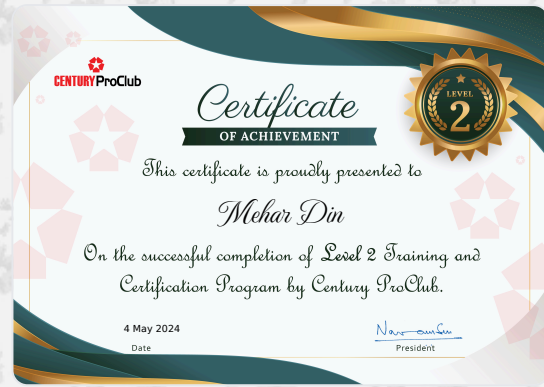 CENTURY ProClub
Certificate
OF ACHIEVEMENT
LEVEL
2
This certificate is proudly presented to
Mehar Din
On the successful completion of Level 2 Training and
Certification Program by Century ProClub.
4 May 2024
Date
President